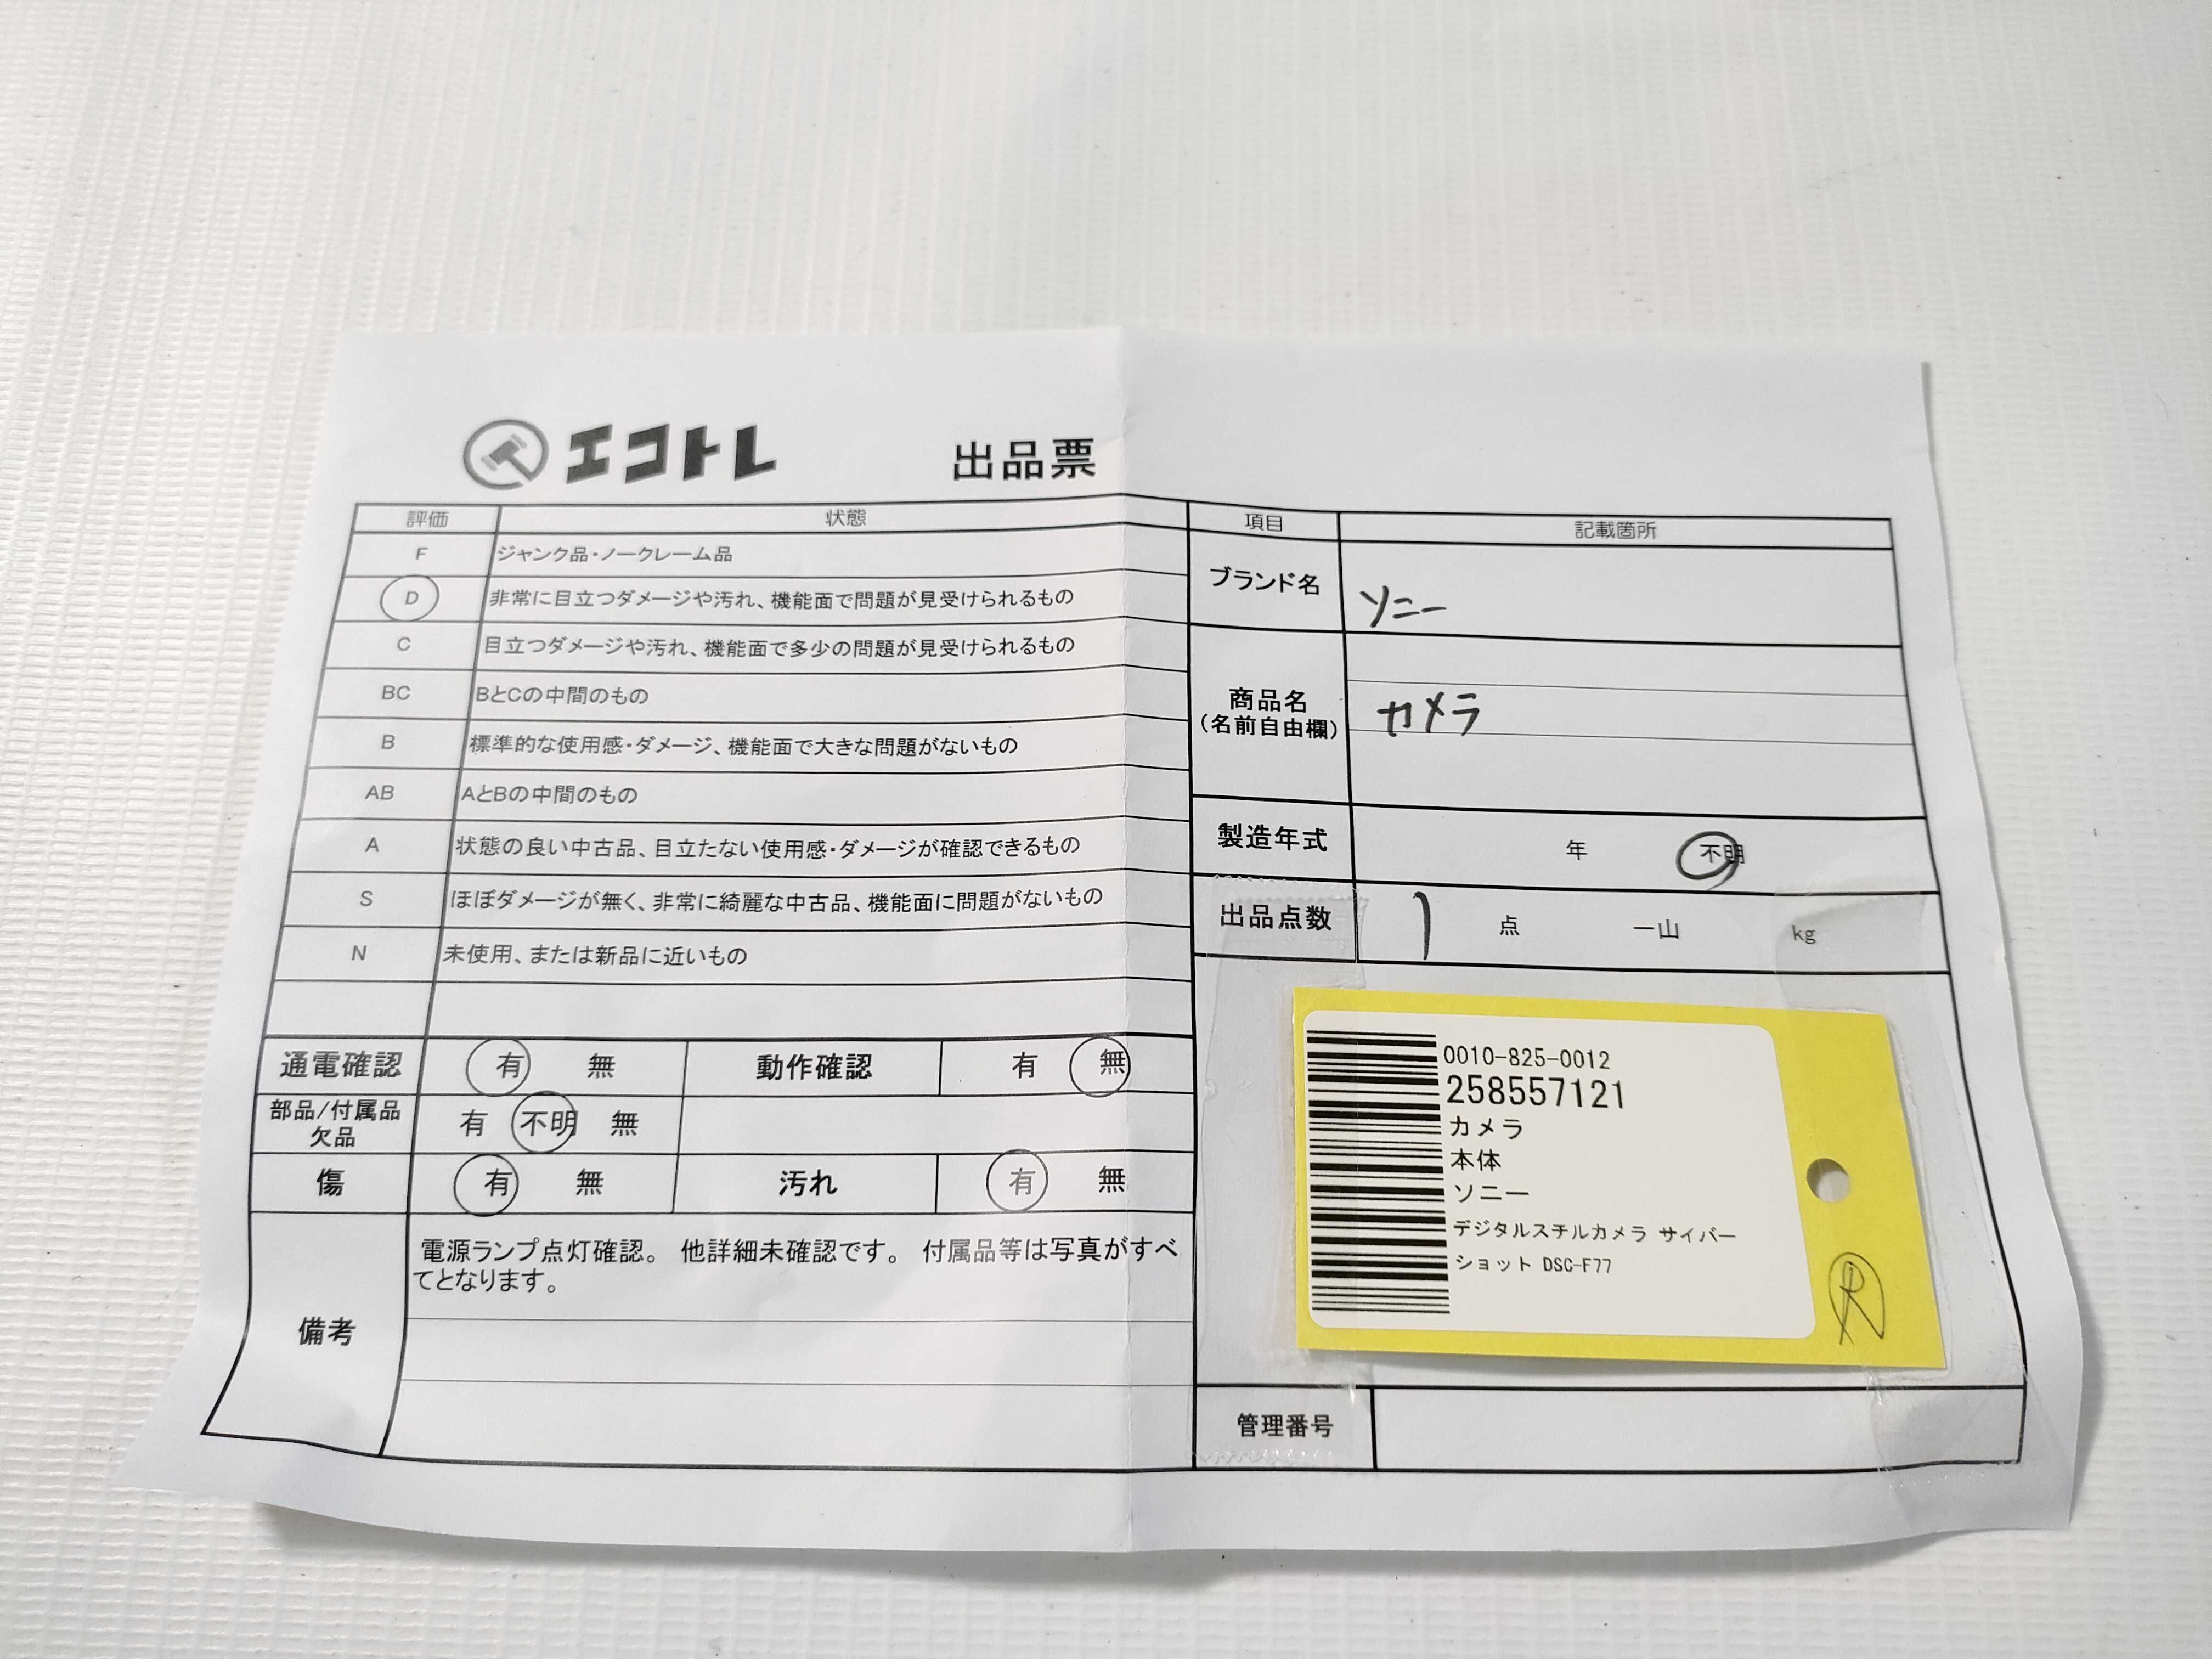 エコトレ 出品票
評価 状態
F ジャンク品・ノークレーム品
D 非常に目立つダメージや汚れ、機能面で問題が見受けられるもの
C 目立つダメージや汚れ、機能面で多少の問題が見受けられるもの
BC BとCの中間のもの
B 標準的な使用感・ダメージ、機能面で大きな問題がないもの
AB AとBの中間のもの
A 状態の良い中古品、目立たない使用感・ダメージが確認できるもの
S ほぼダメージが無く、非常に綺麗な中古品、機能面に問題がないもの
N 未使用、または新品に近いもの
通電確認 有 無 動作確認 有 無
部品/付属品
欠品 有 不明 無
傷 有 無 汚れ 有 無
備考
電源ランプ点灯確認。 他詳細未確認です。 付属品等は写真がすべ
てとなります。
項目 記載箇所
ブランド名 ソニー
商品名
(名前自由欄) カメラ
製造年式 年 不明
出品点数 1 点 一山 kg
0010-825-0012
258557121
カメラ
本体
ソニー
デジタルスチルカメラ サイバー
ショット DSC-F77
管理番号